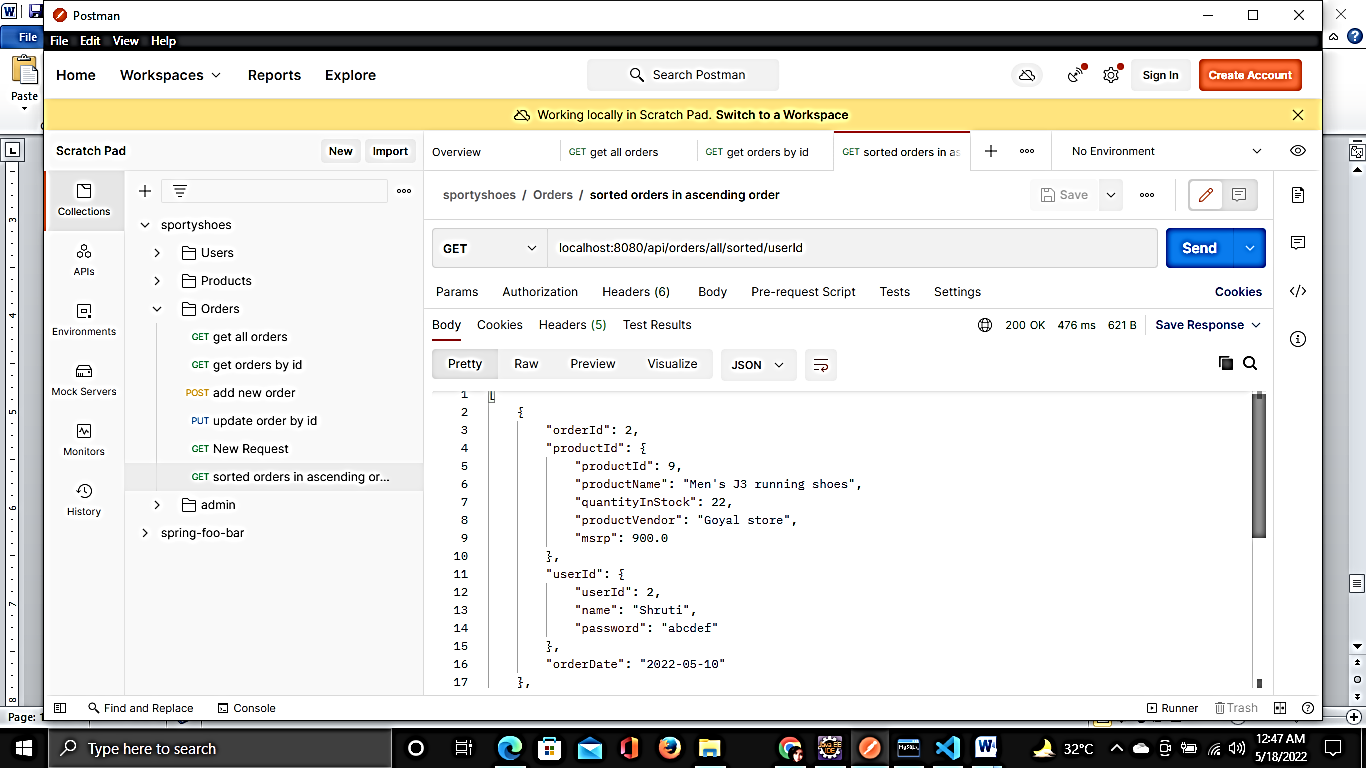 Postman
File
File Edit View Help
Paste
Home Workspaces Reports Explore
Search Postman
Sign In
Create Account
Working locally in Scratch Pad. Switch to a Workspace
Scratch Pad
New Import
Overview
GET get all orders
GET get orders by id
GET sorted orders in as
No Environment
Collections
APIs
Environments
Mock Servers
Monitors
History
sportyshoes
Users
Products
Orders
GET get all orders
GET get orders by id
POST add new order
PUT update order by id
GET New Request
GET sorted orders in ascending or...
admin
spring-foo-bar
sportyshoes / Orders / sorted orders in ascending order
Save
GET localhost:8080/api/orders/all/sorted/userId
Send
Params Authorization Headers (6) Body Pre-request Script Tests Settings Cookies
Body Cookies Headers (5) Test Results
200 OK 476 ms 621 B Save Response
Pretty Raw Preview Visualize JSON
1 [
2 {
3 "orderId": 2,
4 "productId": {
5 "productId": 9,
6 "productName": "Men's J3 running shoes",
7 "quantityInStock": 22,
8 "productVendor": "Goyal store",
9 "msrp": 900.0
10 },
11 "userId": {
12 "userId": 2,
13 "name": "Shruti",
14 "password": "abcdef"
15 },
16 "orderDate": "2022-05-10"
17 },
Find and Replace Console
Runner Trash
Page: 1
Type here to search
32°C
12:47 AM
5/18/2022